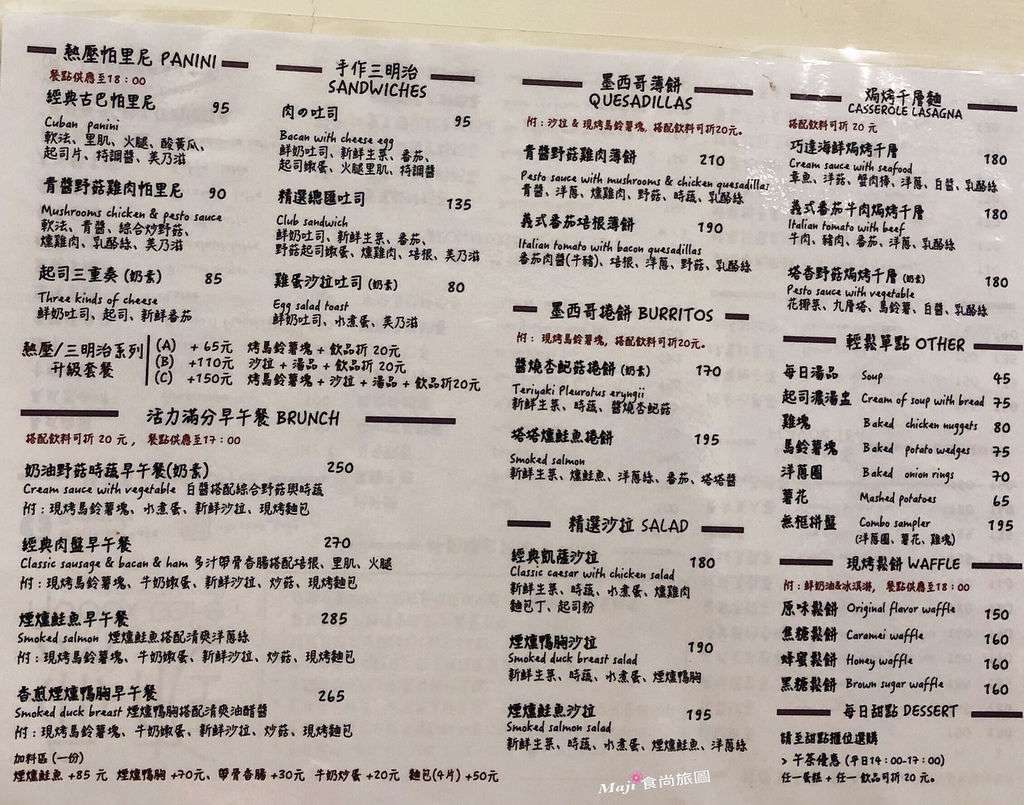 熱壓帕里尼 PANINI
餐點供應至18：00
經典古巴帕里尼 95
Cuban panini
軟法、里肌、火腿、酸黃瓜、
起司片、特調醬、美乃滋
青醬野菇雞肉帕里尼 90
Mushrooms chicken & pesto sauce
軟法、青醬、綜合炒野菇、
燻雞肉、乳酪絲、美乃滋
起司三重奏 (奶素) 85
Three kinds of cheese
鮮奶吐司、起司、新鮮番茄
手作三明治
SANDWICHES
肉の吐司 95
Bacan with cheese egg
鮮奶吐司、新鮮生菜、番茄、
起司嫩蛋、火腿里肌、特調醬
精選總匯吐司 135
Club sandwich
鮮奶吐司、新鮮生菜、番茄、
野菇起司嫩蛋、燻雞肉、培根、美乃滋
雞蛋沙拉吐司 (奶素) 80
Egg salad toast
鮮奶吐司、水煮蛋、美乃滋
熱壓/三明治系列
升級套餐
(A) +65元 烤馬鈴薯塊+飲品折 20元
(B) +110元 沙拉+湯品+飲品折 20元
(C) +150元 烤馬鈴薯塊+沙拉+湯品+飲品折20元
活力滿分早午餐 BRUNCH
搭配飲料可折 20 元，餐點供應至17：00
奶油野菇時蔬早午餐(奶素) 250
Cream sauce with vegetable 白醬搭配綜合野菇與時蔬
附：現烤馬鈴薯塊、水煮蛋、新鮮沙拉、現烤麵包
經典肉盤早午餐 270
Classic sausage & bacan & ham 多汁帶骨香腸搭配培根、里肌、火腿
附：現烤馬鈴薯塊、牛奶嫩蛋、新鮮沙拉、炒菇、現烤麵包
煙燻鮭魚早午餐 285
Smoked salmon 煙燻鮭魚搭配清爽洋蔥絲
附：現烤馬鈴薯塊、牛奶嫩蛋、新鮮沙拉、炒菇、現烤麵包
香煎煙燻鴨胸早午餐 265
Smoked duck breast 煙燻鴨胸搭配清爽油醋醬
附：現烤馬鈴薯塊、牛奶嫩蛋、新鮮沙拉、炒菇、現烤麵包
加料區 (一份)
煙燻鮭魚 +85 元 煙燻鴨胸 +70元、帶骨香腸 +30元 牛奶炒蛋 +20元 麵包(4片) +50元
墨西哥薄餅
QUESADILLAS
附：沙拉 & 現烤馬鈴薯塊，搭配飲料可折20元。
青醬野菇雞肉薄餅 210
Pesto sauce with mushrooms & chicken quesadillas
青醬、洋蔥、燻雞肉、野菇、時蔬、乳酪絲
義式番茄培根薄餅 190
Italian tomato with bacon quesadillas
番茄肉醬(牛豬)、培根、洋蔥、野菇、乳酪絲
墨西哥捲餅 BURRITOS
附：現烤馬鈴薯塊，搭配飲料可折20元。
醬燒杏鮑菇捲餅 (奶素) 170
Teriyaki Pleurotus eryngii
新鮮生菜、時蔬、醬燒杏鮑菇
塔塔燻鮭魚捲餅 195
Smoked salmon
新鮮生菜、燻鮭魚、洋蔥絲、番茄、塔塔醬
精選沙拉 SALAD
經典凱薩沙拉 180
Classic caesar with chicken salad
新鮮生菜、時蔬、水煮蛋、燻雞肉
麵包丁、起司粉
煙燻鴨胸沙拉 190
Smoked duck breast salad
新鮮生菜、時蔬、水煮蛋、煙燻鴨胸
煙燻鮭魚沙拉 195
Smoked salmon salad
新鮮生菜、時蔬、水煮蛋、煙燻鮭魚、洋蔥絲
焗烤千層麵
CASSEROLE LASAGNA
搭配飲料可折 20 元
巧達海鮮焗烤千層 180
Cream sauce with seafood
章魚、洋菇、蟹肉棒、洋蔥、白醬、乳酪絲
義式番茄牛肉焗烤千層 180
Italian tomato with beef
牛肉、豬肉、番茄、洋蔥、乳酪絲
塔香野菇焗烤千層 (奶素) 180
Pesto sauce with vegetable
花椰菜、九層塔、馬鈴薯、白醬、乳酪絲
輕鬆單點 OTHER
每日湯品 Soup 45
起司濃湯盅 Cream of soup with bread 75
雞塊 Baked chicken nuggets 80
馬鈴薯塊 Baked potato wedges 75
洋蔥圈 Baked onion rings 70
薯花 Mashed potatoes 65
無框拼盤 Combo sampler 195
(洋蔥圈、薯花、雞塊)
現烤鬆餅 WAFFLE
附：鮮奶油&冰淇淋，餐點供應至18：00
原味鬆餅 Original flavor waffle 150
焦糖鬆餅 Caramei waffle 160
蜂蜜鬆餅 Honey waffle 160
黑糖鬆餅 Brown sugar waffle 160
每日甜點 DESSERT
請至甜點攤位選購
> 午茶優惠 (平日14：00-17：00)
任一蛋糕 + 任一 飲品可折 20 元。
Maji 食尚旅圖